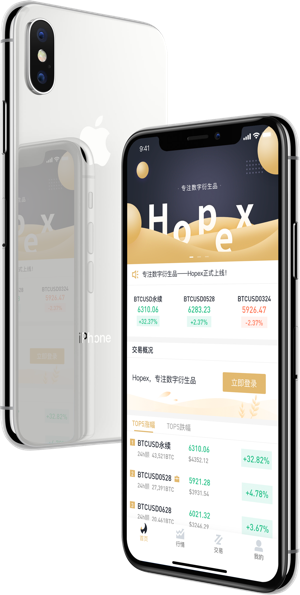 9:41
专注数字衍生品
Hopex
专注数字衍生品——Hopex正式上线！
BTCUSD永续 BTCUSD0528 BTCUSD0324
6310.06 6283.23 5926.47
+32.37% +2.37% -2.37%
交易概况
Hopex，专注数字衍生品
立即登录
TOP5涨幅 TOP5跌幅
BTCUSD永续 6310.06 +32.82%
24h额 43,521BTC $4352.12
BTCUSD0528 5921.28 +4.78%
24h额 27,391BTC $3931.54
BTCUSD0628 6021.32 +3.67%
24h额 20,461BTC $3246.29
首页 行情 交易 我的
iPhone